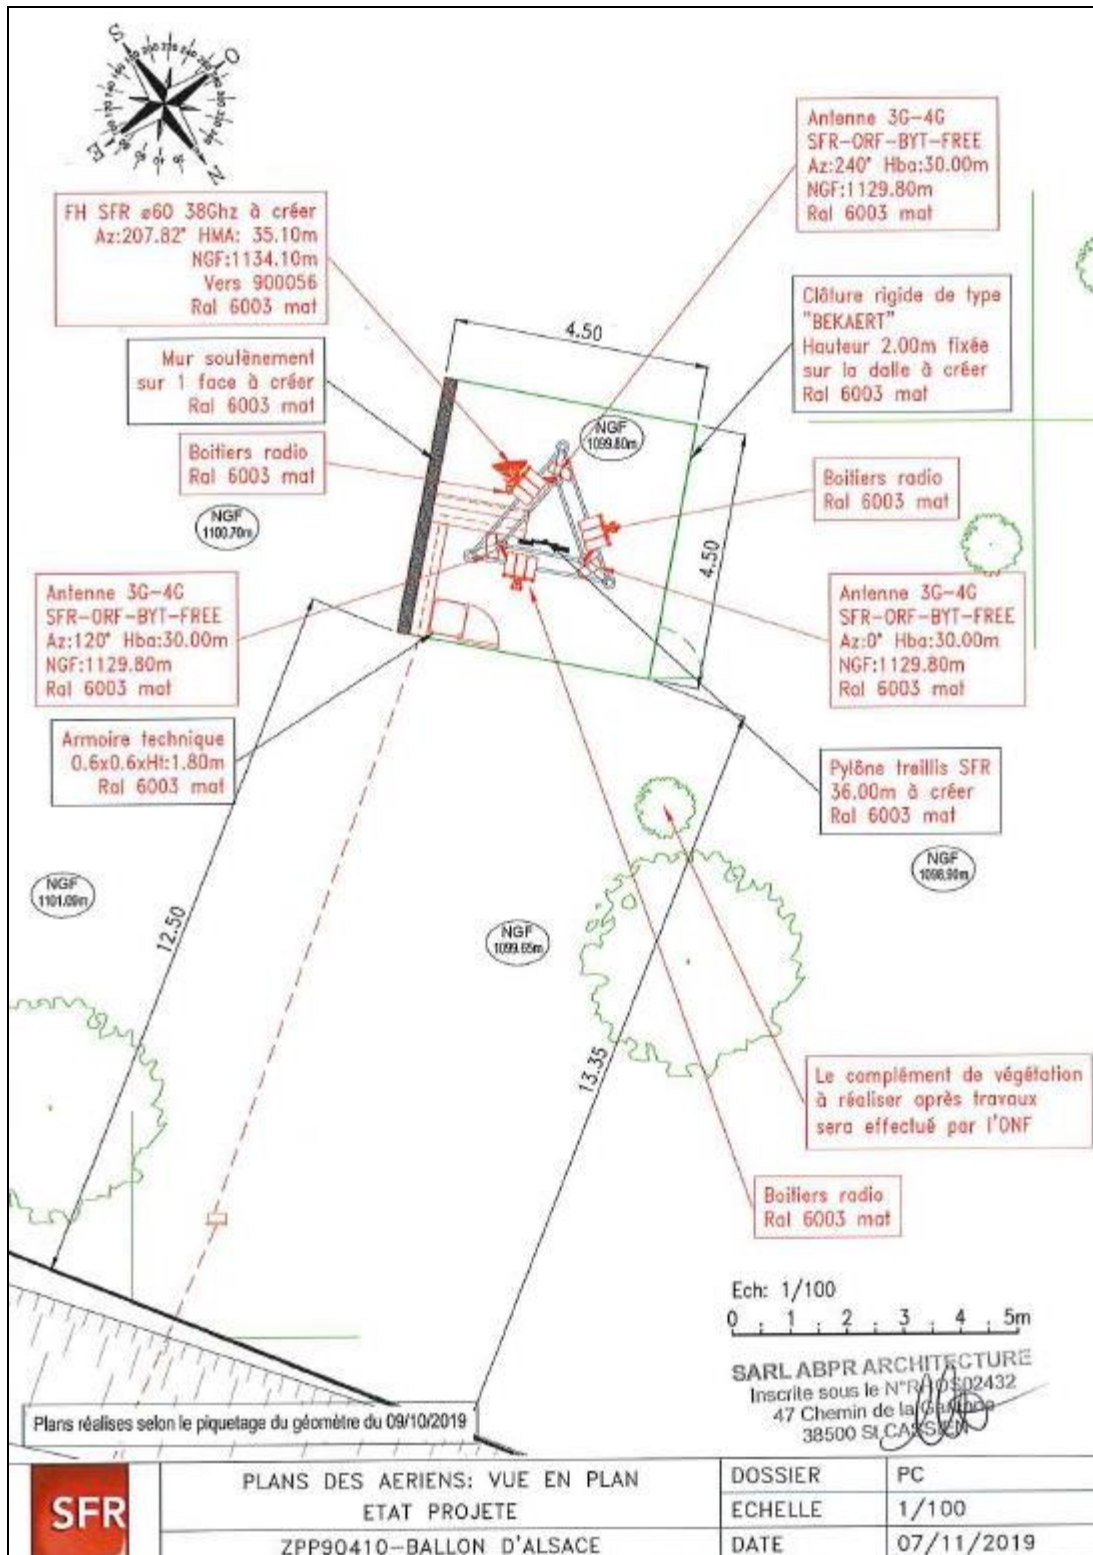 S
O
E
N
Antenne 3G-4G
SFR-ORF-BYT-FREE
Az:240° Hba:30.00m
NGF:1129.80m
Ral 6003 mat
FH SFR ø60 38Ghz à créer
Az:207.82° HMA: 35.10m
NGF:1134.10m
Vers 900056
Ral 6003 mat
Clôture rigide de type
"BEKAERT"
Hauteur 2.00m fixée
sur la dalle à créer
Ral 6003 mat
4.50
Mur soutènement
sur 1 face à créer
Ral 6003 mat
NGF
1099.80m
Boitiers radio
Ral 6003 mat
Boitiers radio
Ral 6003 mat
NGF
1100.70m
4.50
Antenne 3G-4G
SFR-ORF-BYT-FREE
Az:120° Hba:30.00m
NGF:1129.80m
Ral 6003 mat
Antenne 3G-4G
SFR-ORF-BYT-FREE
Az:0° Hba:30.00m
NGF:1129.80m
Ral 6003 mat
Armoire technique
0.6x0.6xHt:1.80m
Ral 6003 mat
Pylône treillis SFR
36.00m à créer
Ral 6003 mat
NGF
1098.90m
NGF
1101.09m
12.50
NGF
1099.65m
13.35
Le complément de végétation
à réaliser après travaux
sera effectué par l'ONF
Boitiers radio
Ral 6003 mat
Ech: 1/100
0 1 2 3 4 5m
SARL ABPR ARCHITECTURE
Inscrite sous le
47 Chemin de la
38500 St CASSIEN
Plans réalises selon le piquetage du géomètre du 09/10/2019
SFR
PLANS DES AERIENS: VUE EN PLAN
ETAT PROJETE
ZPP90410-BALLON D'ALSACE
DOSSIER PC
ECHELLE 1/100
DATE 07/11/2019